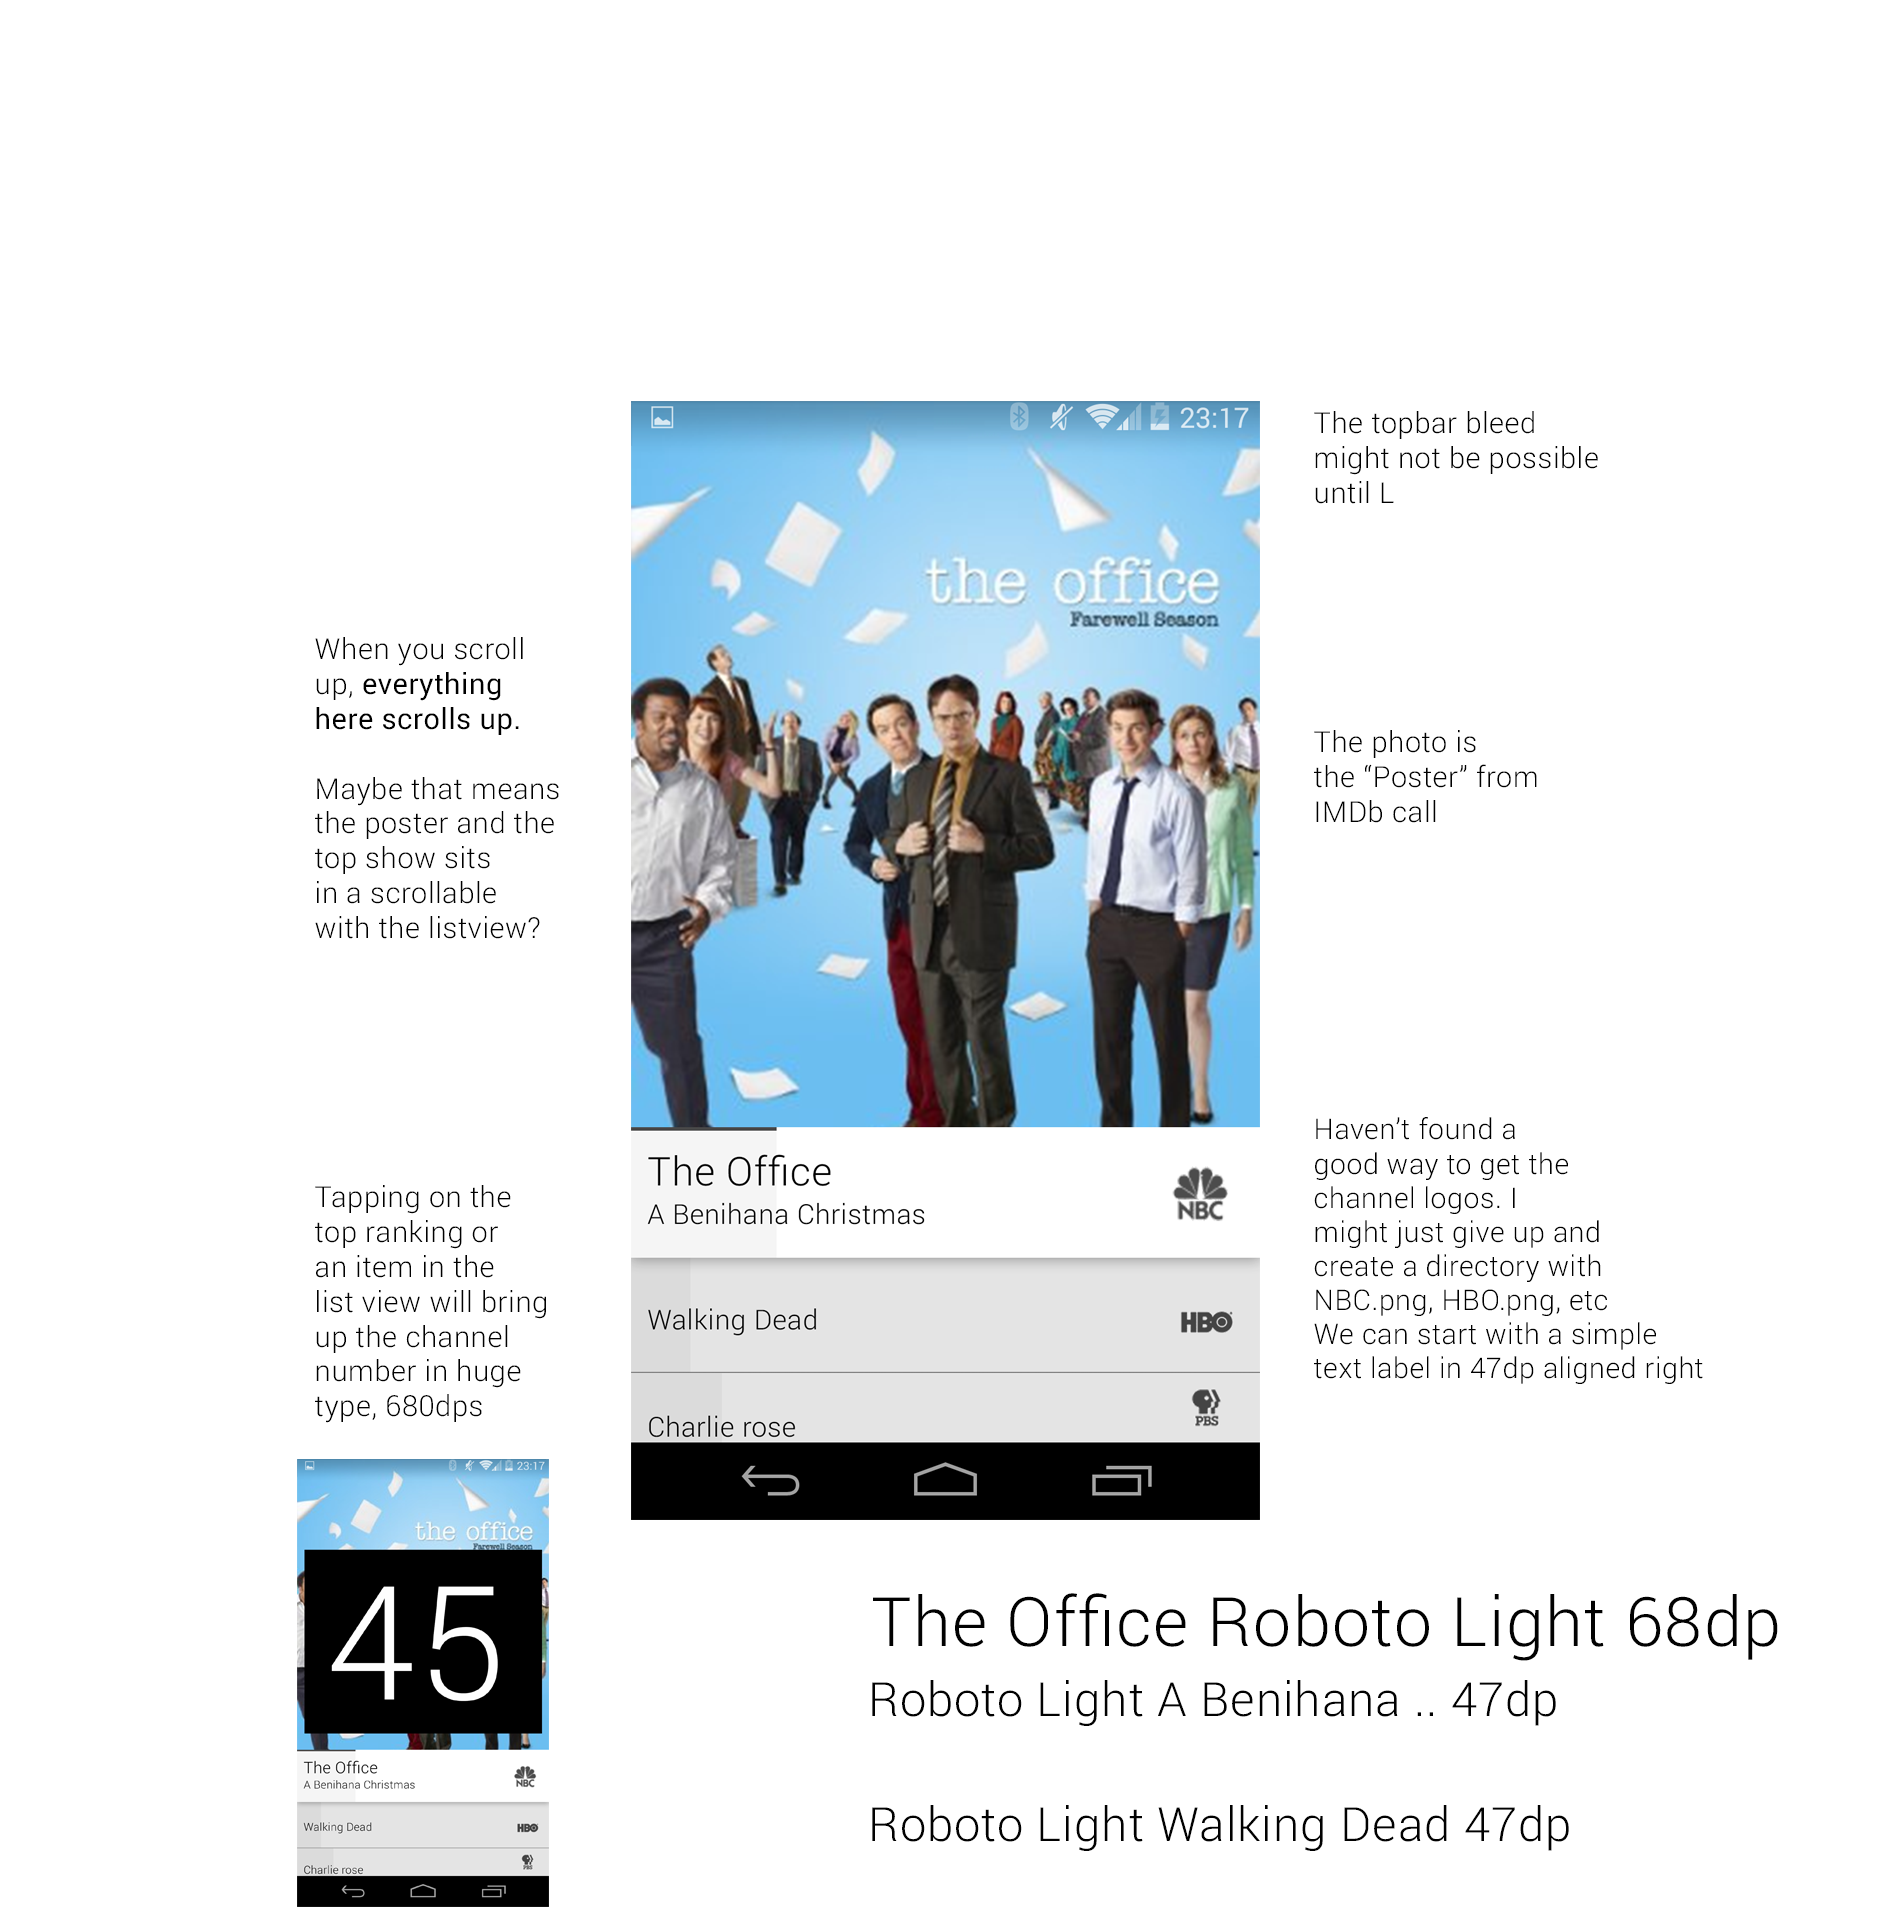 23:17
the office
Farewell Season
The Office
A Benihana Christmas
NBC
Walking Dead
HBO
Charlie rose
PBS
When you scroll
up, everything
here scrolls up.
Maybe that means
the poster and the
top show sits
in a scrollable
with the listview?
Tapping on the
top ranking or
an item in the
list view will bring
up the channel
number in huge
type, 680dps
The topbar bleed
might not be possible
until L
The photo is
the “Poster” from
IMDb call
Haven’t found a
good way to get the
channel logos. I
might just give up and
create a directory with
NBC.png, HBO.png, etc
We can start with a simple
text label in 47dp aligned right
23:17
the office
Farewell Season
45
The Office
A Benihana Christmas
NBC
Walking Dead
HBO
Charlie rose
PBS
The Office Roboto Light 68dp
Roboto Light A Benihana .. 47dp
Roboto Light Walking Dead 47dp